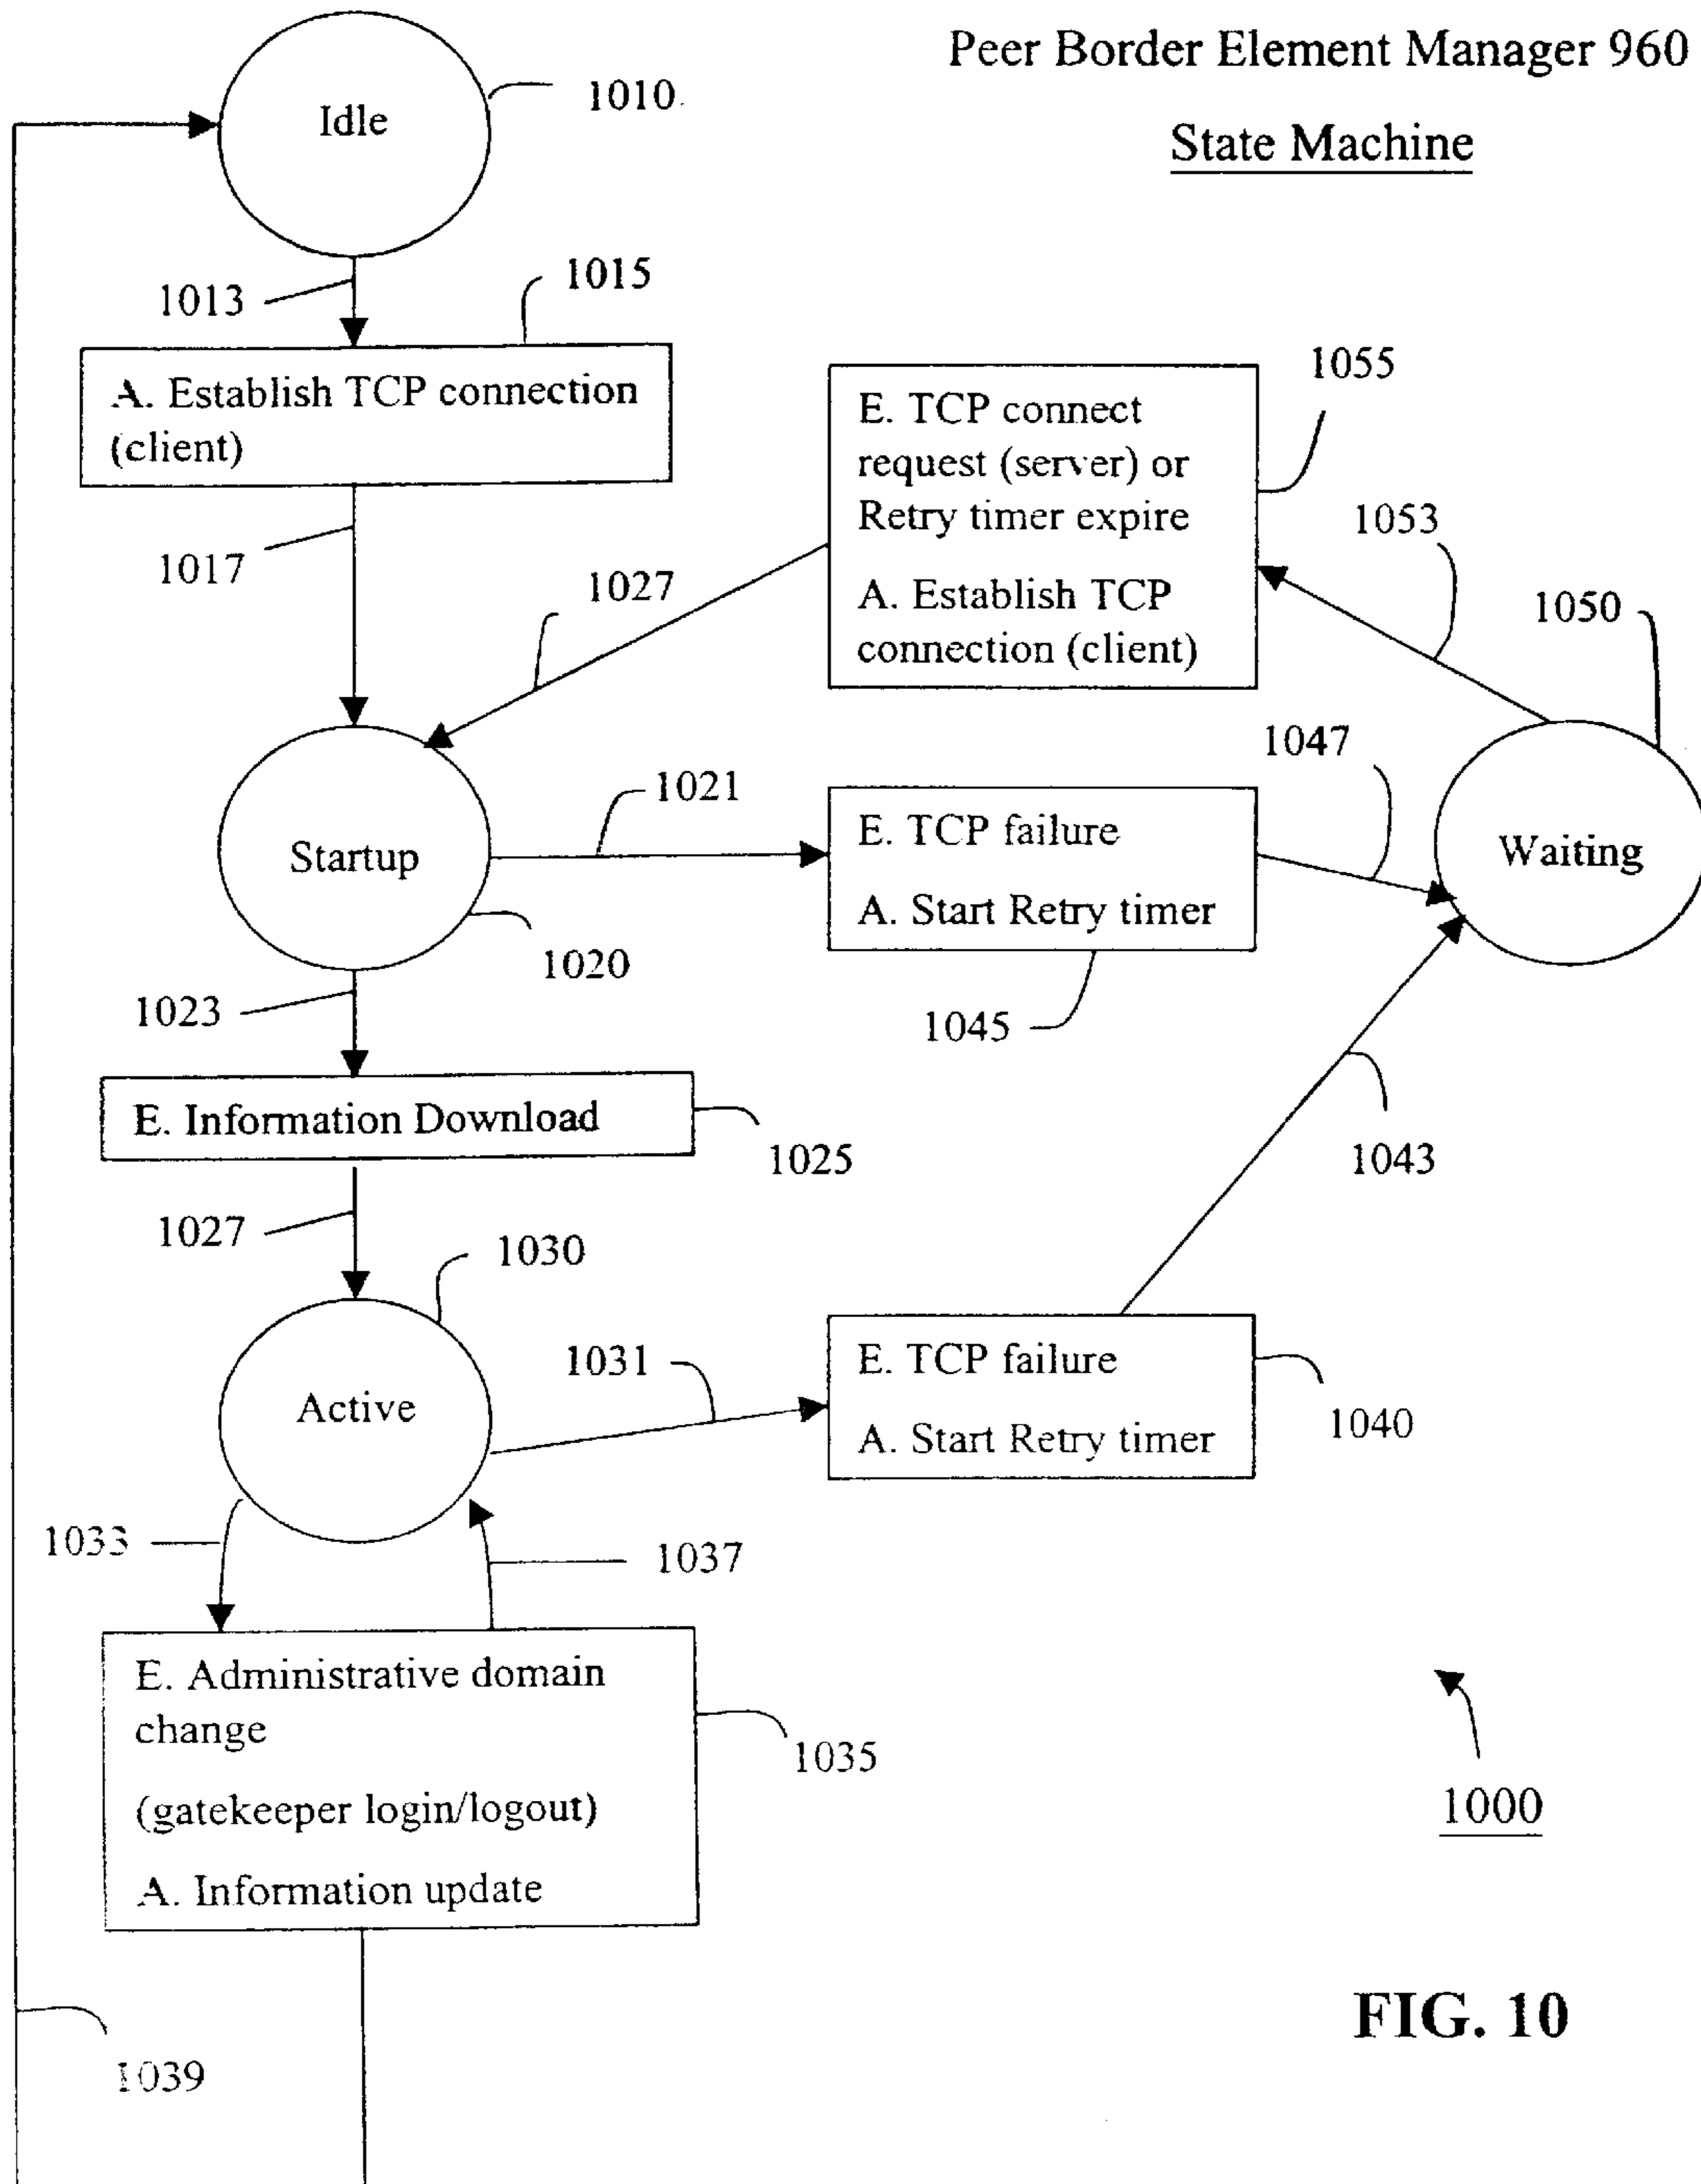 Peer Border Element Manager 960
State Machine
Idle
1010
1013
1015
A. Establish TCP connection
(client)
1017
E. TCP connect
request (server) or
Retry timer expire
A. Establish TCP
connection (client)
1055
1053
1027
1050
1047
1021
Startup
E. TCP failure
A. Start Retry timer
Waiting
1020
1023
1045
E. Information Download
1025
1043
1027
1030
Active
1031
E. TCP failure
A. Start Retry timer
1040
1033
1037
E. Administrative domain
change
(gatekeeper login/logout)
A. Information update
1035
1000
FIG. 10
1039